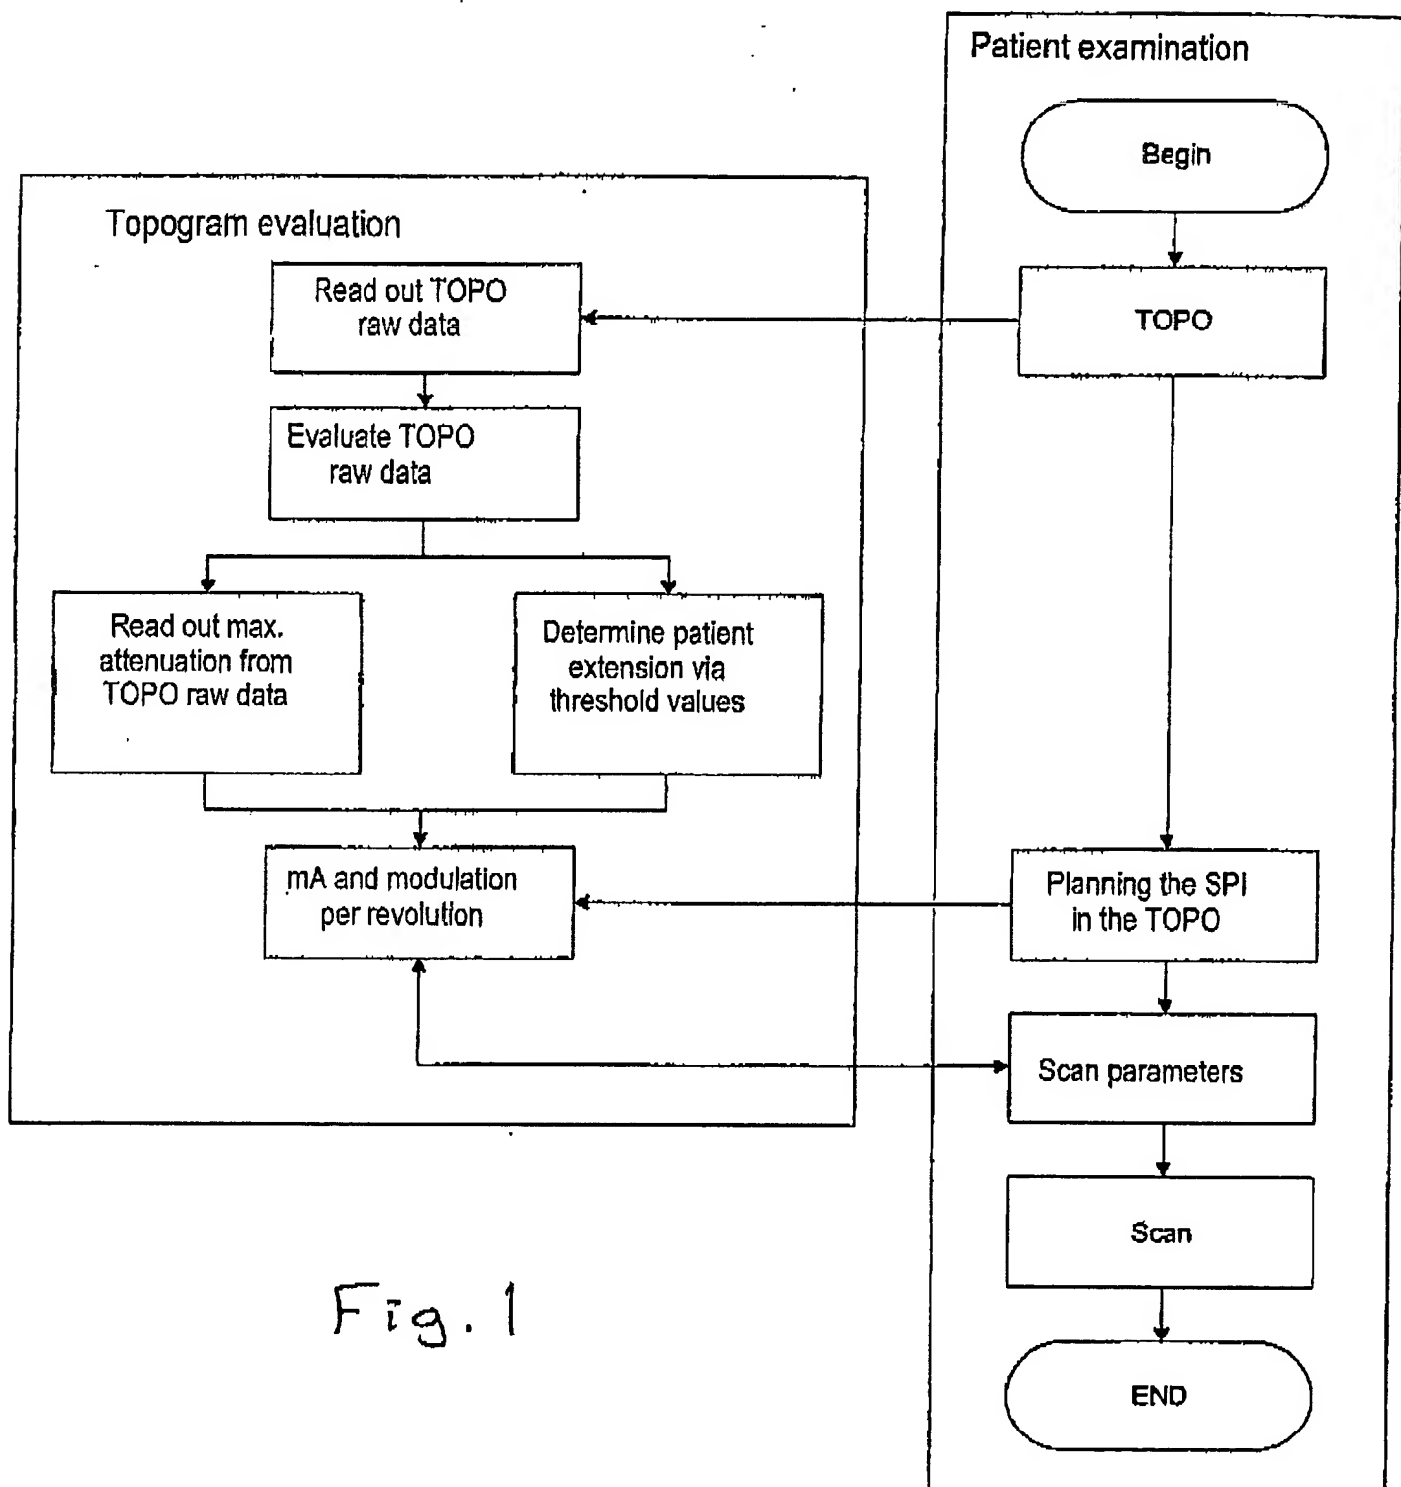 Patient examination
Begin
TOPO
Planning the SPI
in the TOPO
Scan parameters
Scan
END
Topogram evaluation
Read out TOPO
raw data
Evaluate TOPO
raw data
Read out max.
attenuation from
TOPO raw data
Determine patient
extension via
threshold values
mA and modulation
per revolution
Fig. 1